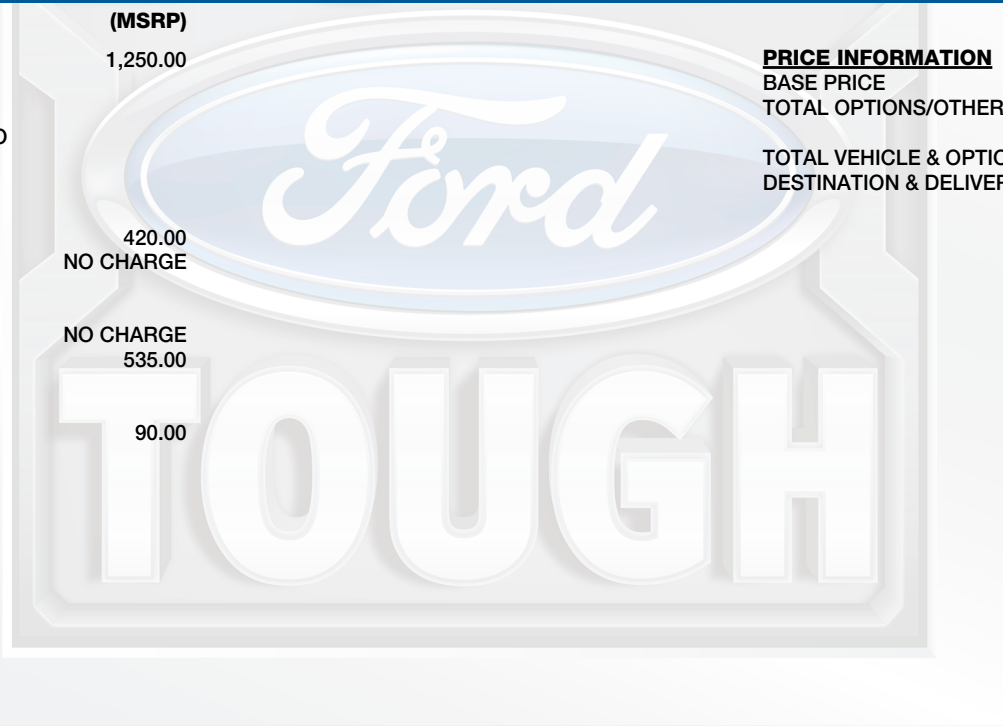 (MSRP)
1,250.00
O
420.00
NO CHARGE
NO CHARGE
535.00
90.00
PRICE INFORMATION
BASE PRICE
TOTAL OPTIONS/OTHER
TOTAL VEHICLE & OPTIO
DESTINATION & DELIVER
Ford
TOUGH